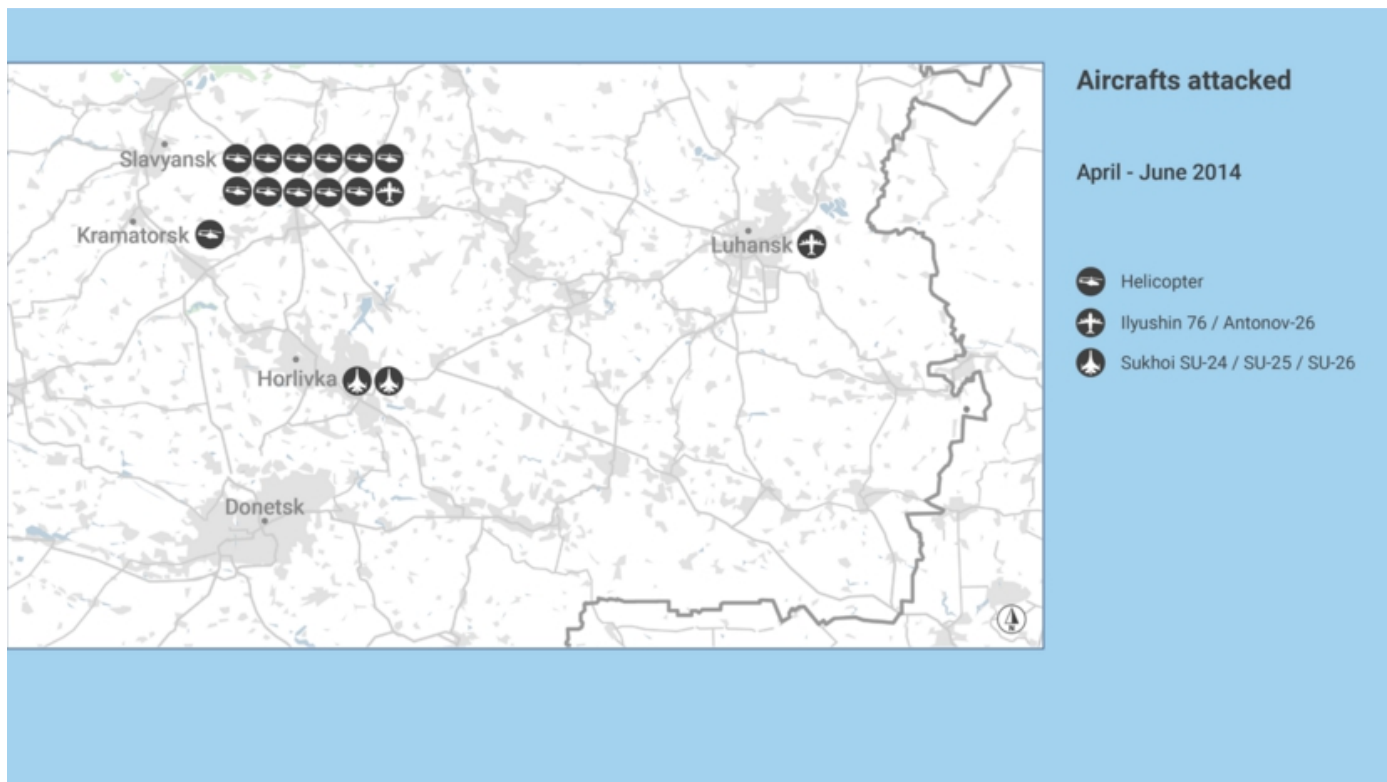 Aircrafts attacked
April - June 2014
Helicopter
Ilyushin 76 / Antonov-26
Sukhoi SU-24 / SU-25 / SU-26
Slavyansk
Kramatorsk
Luhansk
Horlivka
Donetsk
N